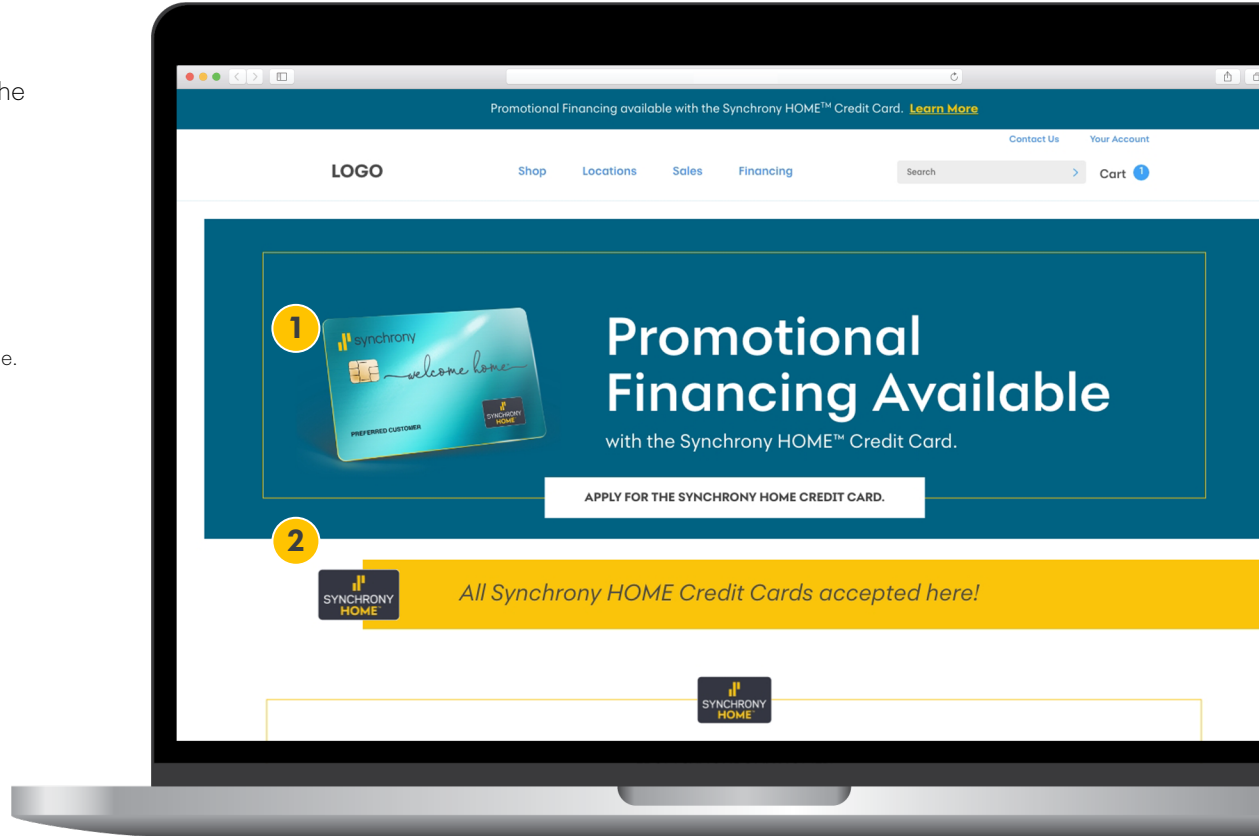 he
e.
Promotional Financing available with the Synchrony HOME™ Credit Card. Learn More
Contact Us Your Account
LOGO Shop Locations Sales Financing Search Cart 1
1
synchrony
welcome home
SYNCHRONY
HOME
PREFERRED CUSTOMER
Promotional
Financing Available
with the Synchrony HOME™ Credit Card.
APPLY FOR THE SYNCHRONY HOME CREDIT CARD.
2
SYNCHRONY
HOME™
All Synchrony HOME Credit Cards accepted here!
SYNCHRONY
HOME™